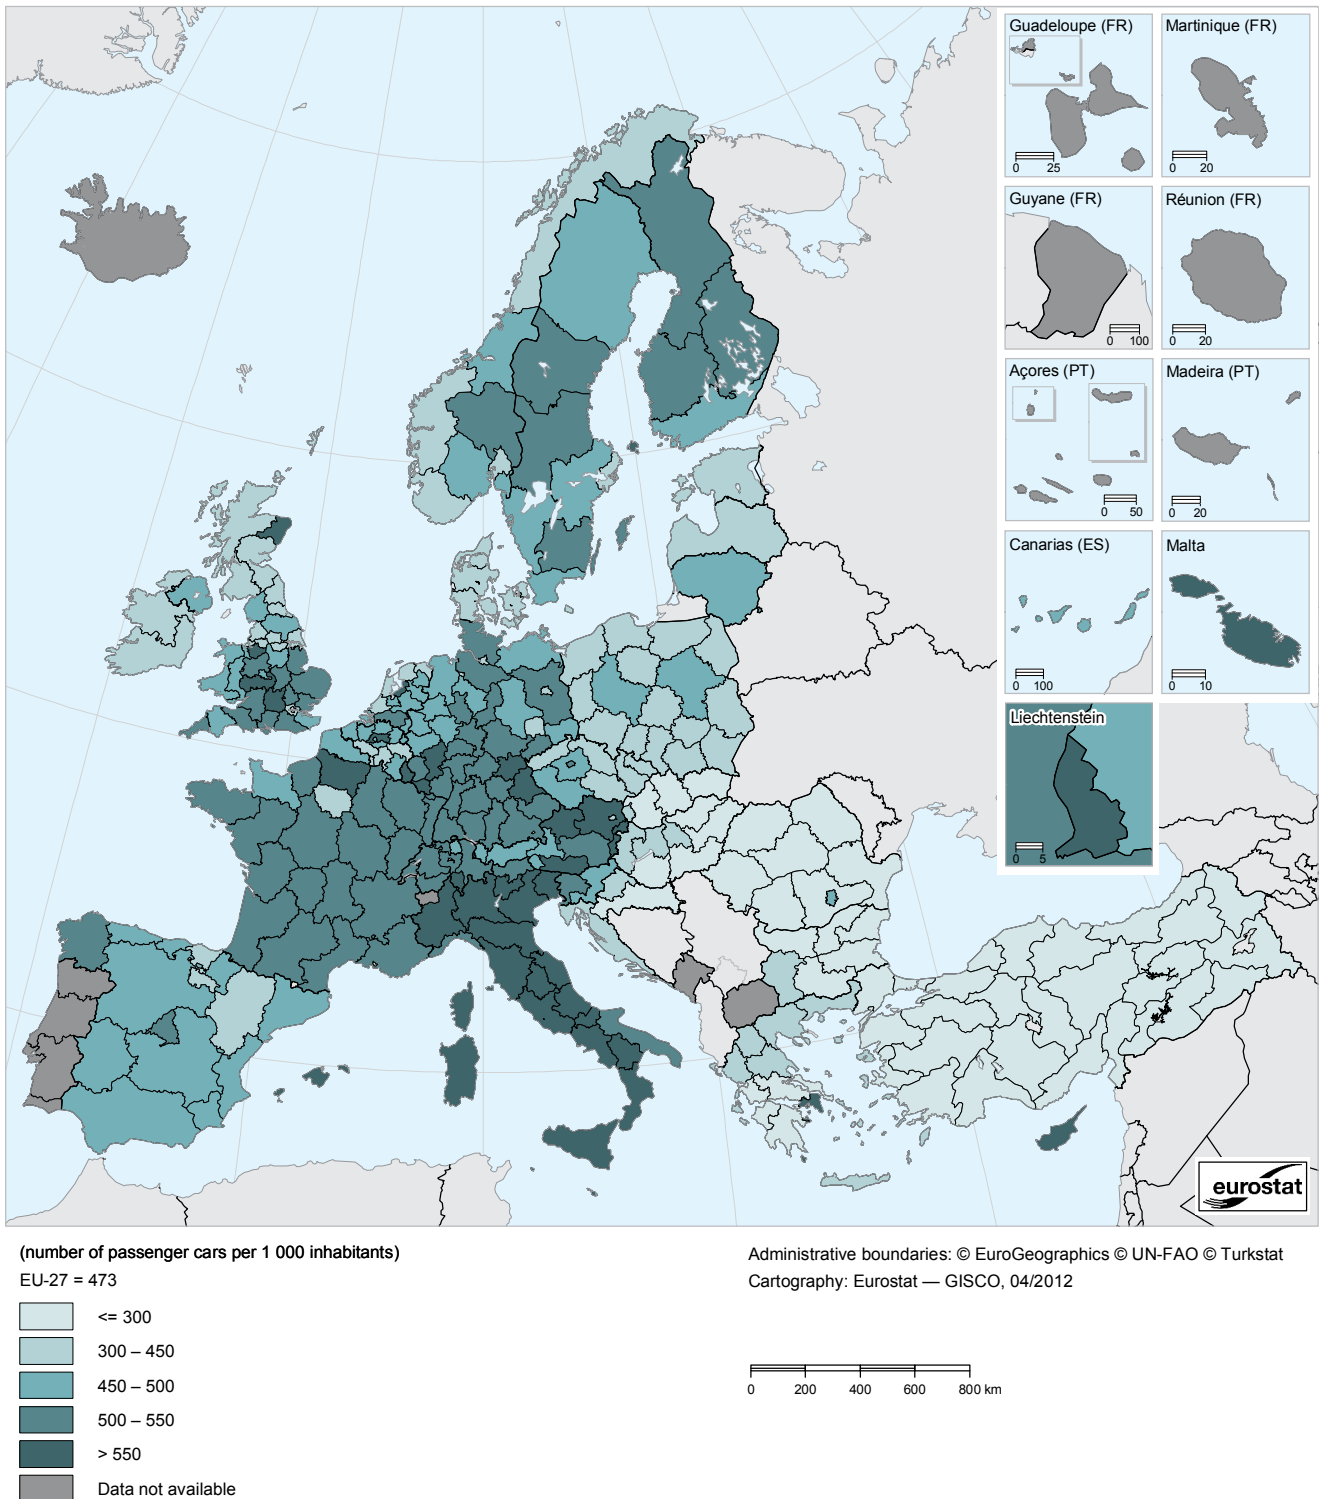 Guadeloupe (FR)
0 25
Martinique (FR)
0 20
Guyane (FR)
0 100
Réunion (FR)
0 20
Açores (PT)
0 50
Madeira (PT)
0 20
Canarias (ES)
0 100
Malta
0 10
Liechtenstein
0 5
eurostat
(number of passenger cars per 1 000 inhabitants)
EU-27 = 473
<= 300
300 – 450
450 – 500
500 – 550
> 550
Data not available
Administrative boundaries: © EuroGeographics © UN-FAO © Turkstat
Cartography: Eurostat — GISCO, 04/2012
0 200 400 600 800 km